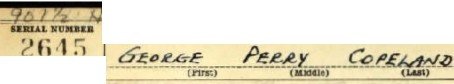 901½ A
SERIAL NUMBER
2645
GEORGE PERRY COPELAND
(First) (Middle) (Last)